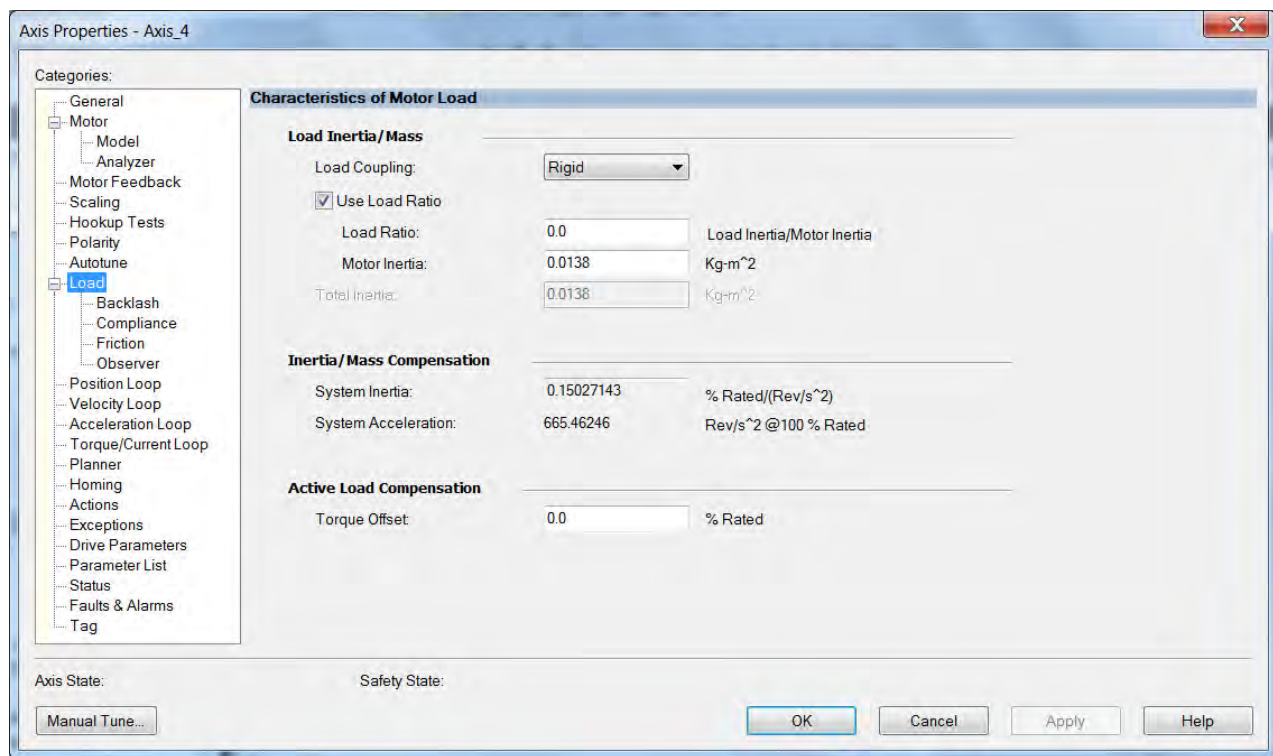 Axis Properties - Axis_4
X
Categories:
General
Motor
Model
Analyzer
Motor Feedback
Scaling
Hookup Tests
Polarity
Autotune
Load
Backlash
Compliance
Friction
Observer
Position Loop
Velocity Loop
Acceleration Loop
Torque/Current Loop
Planner
Homing
Actions
Exceptions
Drive Parameters
Parameter List
Status
Faults & Alarms
Tag
Characteristics of Motor Load
Load Inertia/Mass
Load Coupling: Rigid
Use Load Ratio
Load Ratio: 0.0 Load Inertia/Motor Inertia
Motor Inertia: 0.0138 Kg-m^2
Total Inertia: 0.0138 Kg-m^2
Inertia/Mass Compensation
System Inertia: 0.15027143 % Rated/(Rev/s^2)
System Acceleration: 665.46246 Rev/s^2 @100 % Rated
Active Load Compensation
Torque Offset: 0.0 % Rated
Axis State: Safety State:
Manual Tune... OK Cancel Apply Help